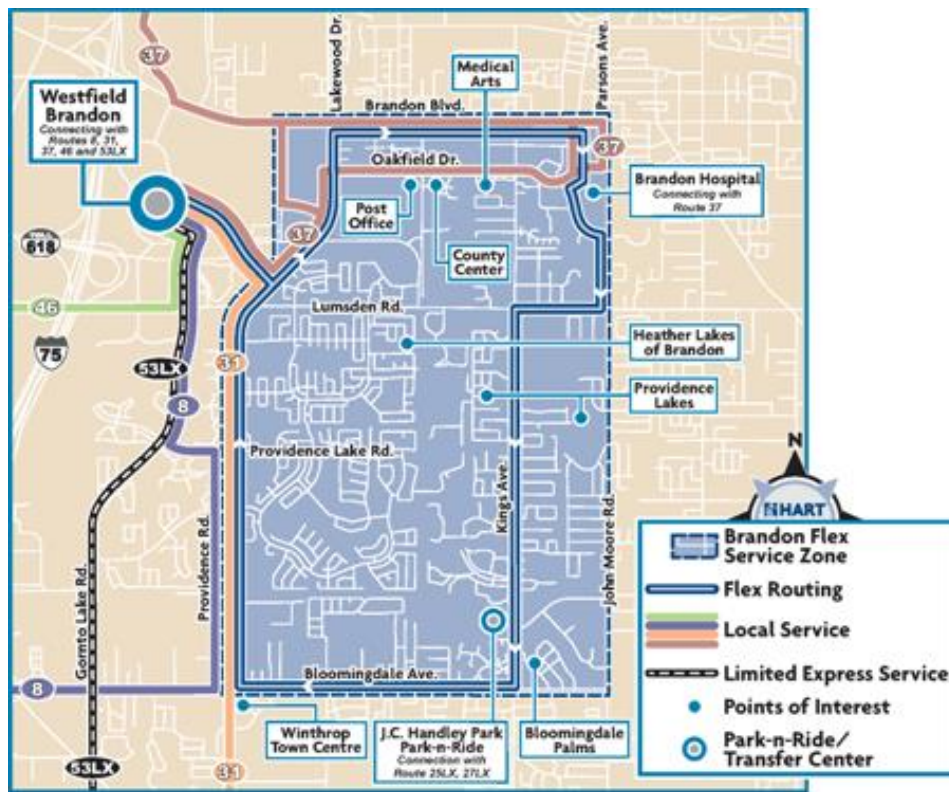 Lakewood Dr.
Parsons Ave.
37
Medical
Arts
Westfield
Brandon
Connecting with
Routes 8, 31,
37, 46 and 53LX
Brandon Blvd.
37
Oakfield Dr.
Brandon Hospital
Connecting with
Route 37
Post
Office
37
County
Center
618
46
Lumsden Rd.
75
31
53LX
Heather Lakes
of Brandon
Providence
Lakes
8
Providence Lake Rd.
Kings Ave.
N
HART
Gornto Lake Rd.
Providence Rd.
John Moore Rd.
Brandon Flex
Service Zone
Flex Routing
Local Service
Limited Express Service
Points of Interest
Park-n-Ride/
Transfer Center
Bloomingdale Ave.
8
Winthrop
Town Centre
J.C. Handley Park
Park-n-Ride
Connection with
Route 25LX, 27LX
Bloomingdale
Palms
53LX
31